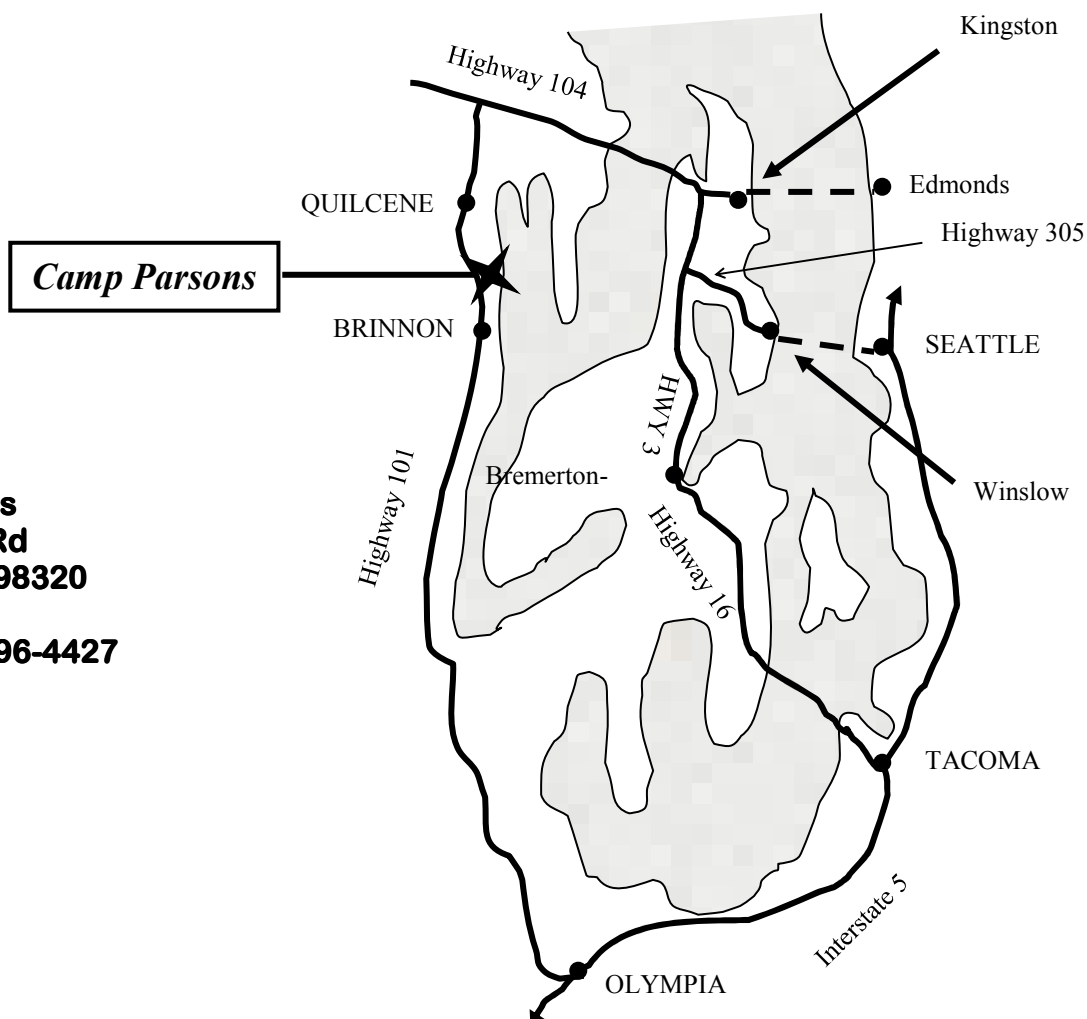 Kingston
Highway 104
Edmonds
QUILCENE
Highway 305
Camp Parsons
BRINNON
SEATTLE
HWY 3
Highway 101
Bremerton-
Winslow
98320
Highway 16
96-4427
TACOMA
Interstate 5
OLYMPIA